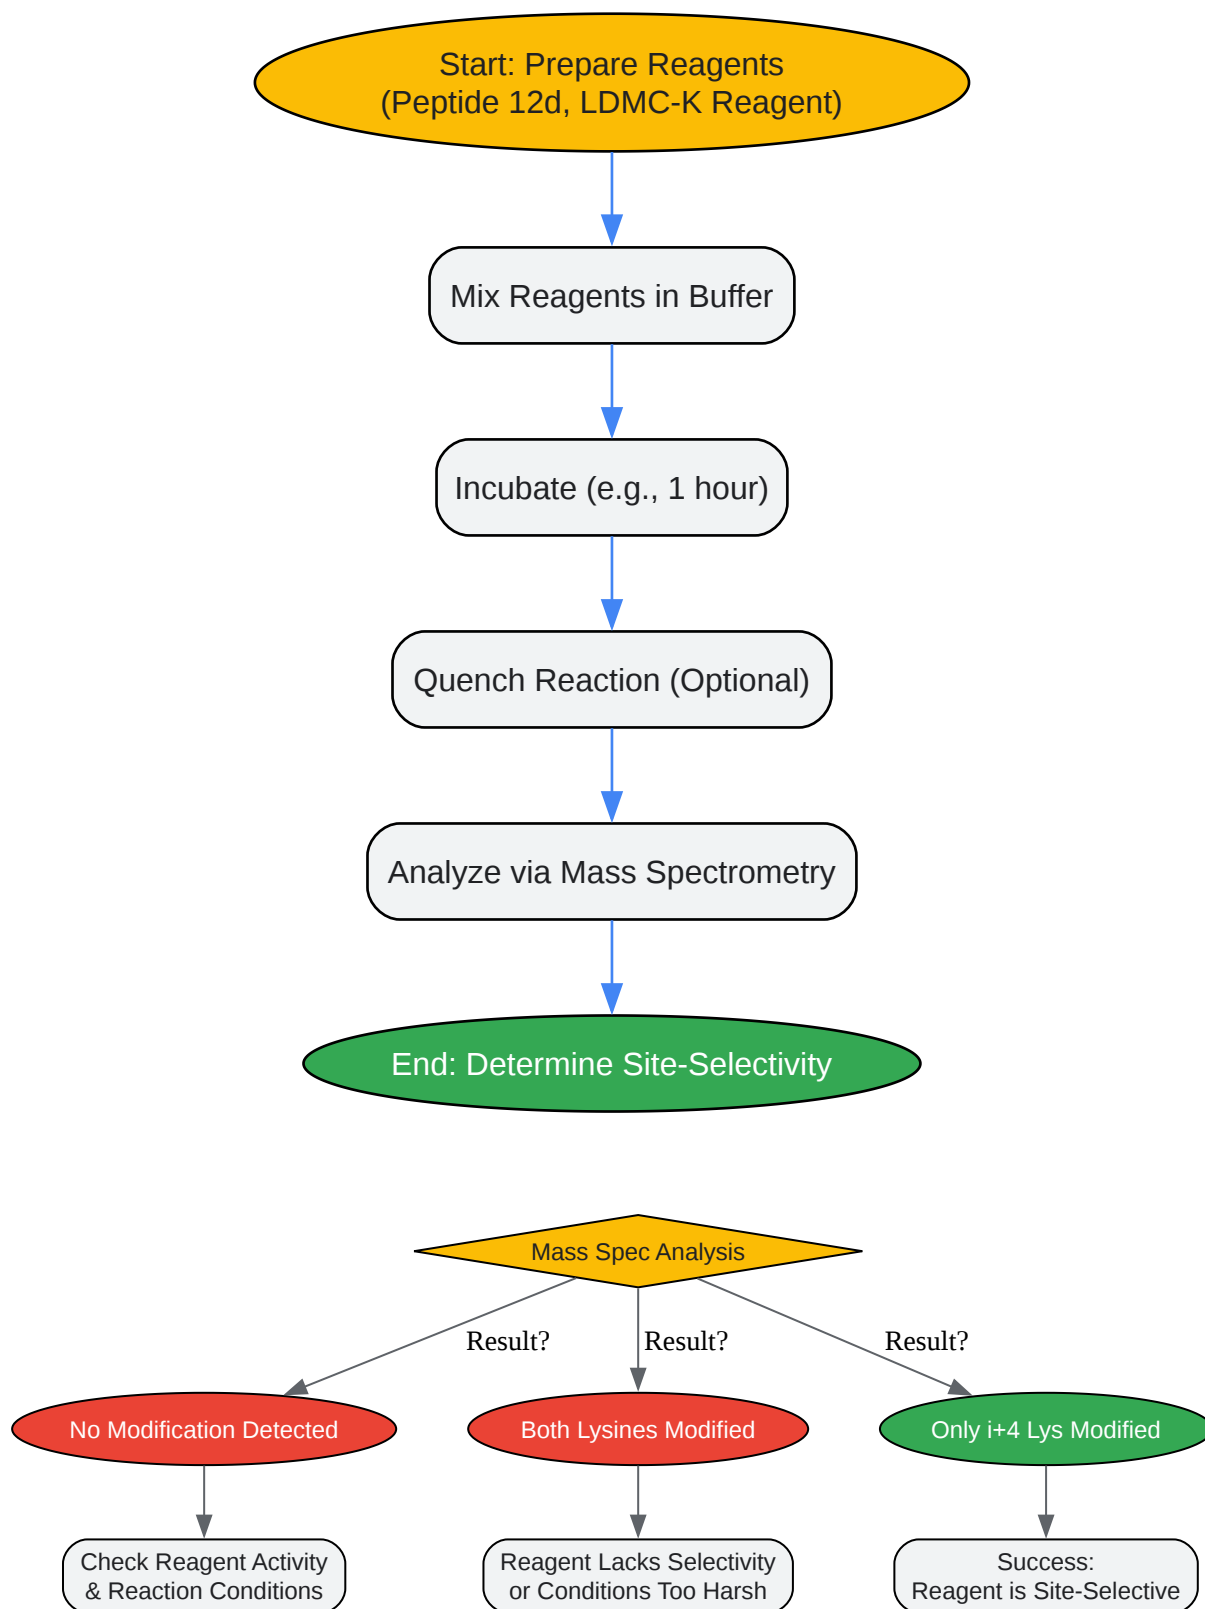 Start: Prepare Reagents
(Peptide 12d, LDMC-K Reagent)
Mix Reagents in Buffer
Incubate (e.g., 1 hour)
Quench Reaction (Optional)
Analyze via Mass Spectrometry
End: Determine Site-Selectivity
Mass Spec Analysis
Result?
Result?
Result?
No Modification Detected
Both Lysines Modified
Only i+4 Lys Modified
Check Reagent Activity
& Reaction Conditions
Reagent Lacks Selectivity
or Conditions Too Harsh
Success:
Reagent is Site-Selective